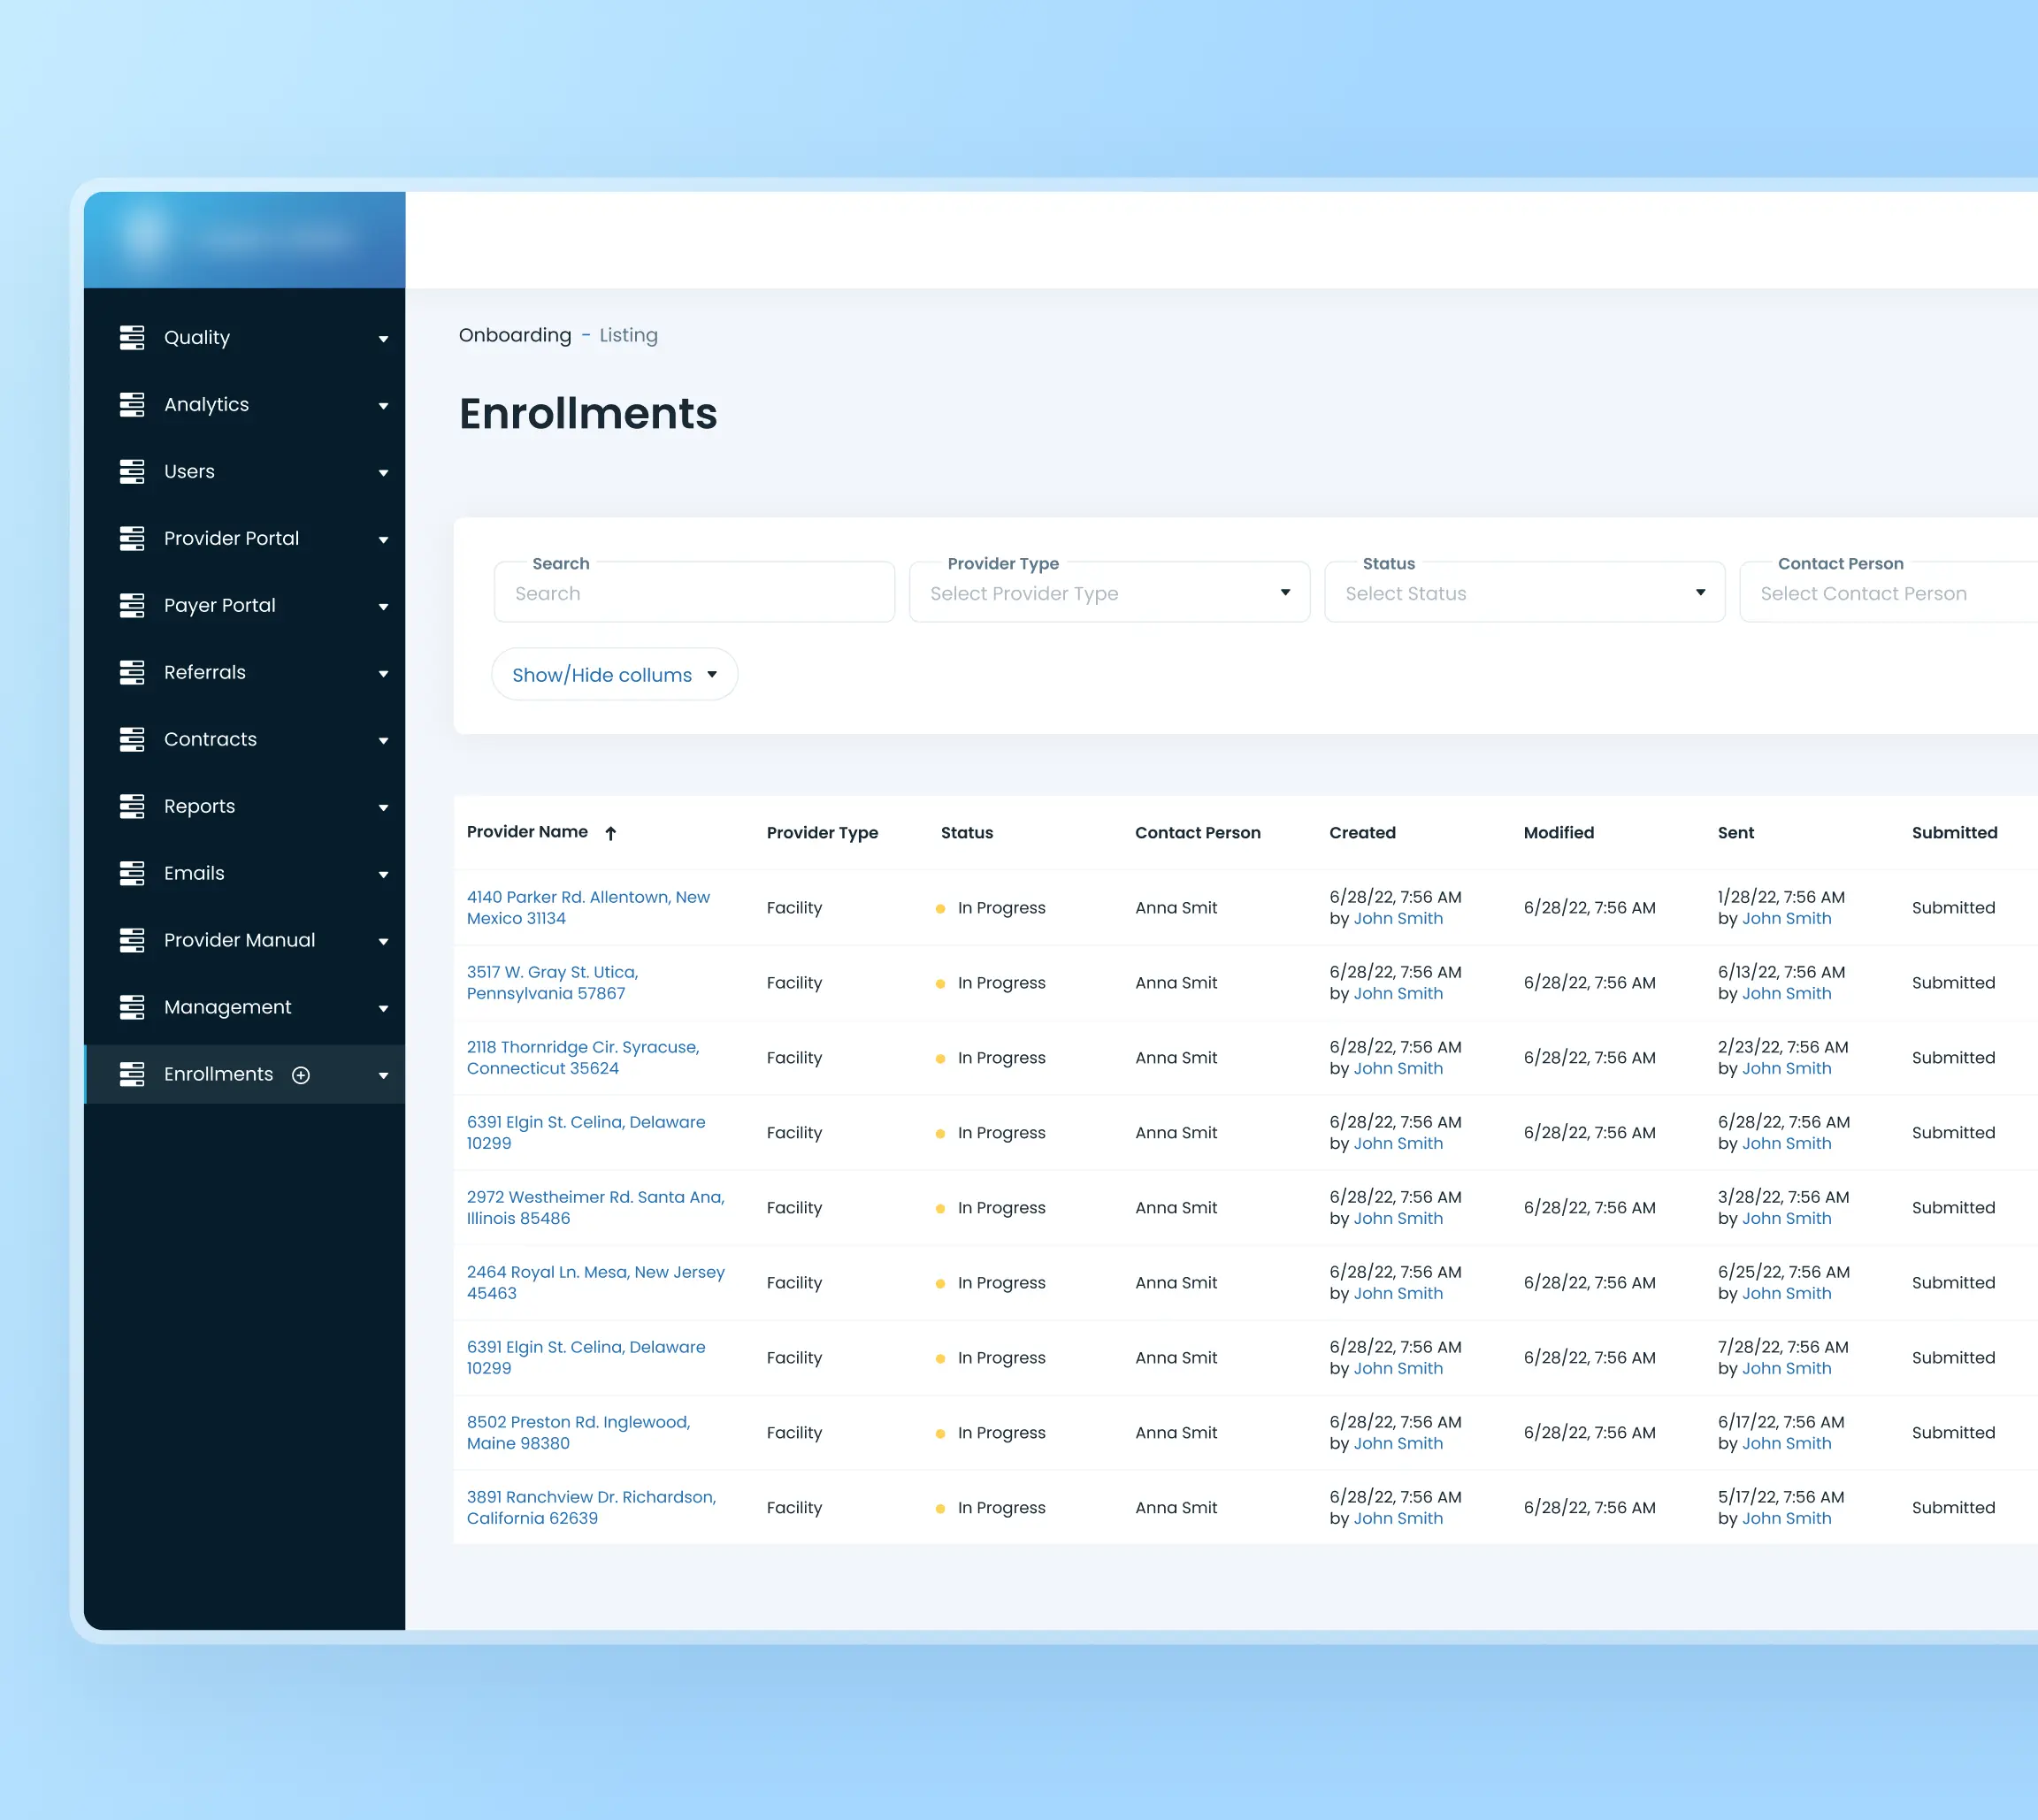 Quality
Analytics
Users
Provider Portal
Payer Portal
Referrals
Contracts
Reports
Emails
Provider Manual
Management
Enrollments
Onboarding - Listing
Enrollments
Search
Search
Provider Type
Select Provider Type
Status
Select Status
Contact Person
Select Contact Person
Show/Hide collums
Provider Name Provider Type Status Contact Person Created Modified Sent Submitted
4140 Parker Rd. Allentown, New
Mexico 31134
Facility
In Progress
Anna Smit
6/28/22, 7:56 AM
by John Smith
6/28/22, 7:56 AM
1/28/22, 7:56 AM
by John Smith
Submitted
3517 W. Gray St. Utica,
Pennsylvania 57867
Facility
In Progress
Anna Smit
6/28/22, 7:56 AM
by John Smith
6/28/22, 7:56 AM
6/13/22, 7:56 AM
by John Smith
Submitted
2118 Thornridge Cir. Syracuse,
Connecticut 35624
Facility
In Progress
Anna Smit
6/28/22, 7:56 AM
by John Smith
6/28/22, 7:56 AM
2/23/22, 7:56 AM
by John Smith
Submitted
6391 Elgin St. Celina, Delaware
10299
Facility
In Progress
Anna Smit
6/28/22, 7:56 AM
by John Smith
6/28/22, 7:56 AM
6/28/22, 7:56 AM
by John Smith
Submitted
2972 Westheimer Rd. Santa Ana,
Illinois 85486
Facility
In Progress
Anna Smit
6/28/22, 7:56 AM
by John Smith
6/28/22, 7:56 AM
3/28/22, 7:56 AM
by John Smith
Submitted
2464 Royal Ln. Mesa, New Jersey
45463
Facility
In Progress
Anna Smit
6/28/22, 7:56 AM
by John Smith
6/28/22, 7:56 AM
6/25/22, 7:56 AM
by John Smith
Submitted
6391 Elgin St. Celina, Delaware
10299
Facility
In Progress
Anna Smit
6/28/22, 7:56 AM
by John Smith
6/28/22, 7:56 AM
7/28/22, 7:56 AM
by John Smith
Submitted
8502 Preston Rd. Inglewood,
Maine 98380
Facility
In Progress
Anna Smit
6/28/22, 7:56 AM
by John Smith
6/28/22, 7:56 AM
6/17/22, 7:56 AM
by John Smith
Submitted
3891 Ranchview Dr. Richardson,
California 62639
Facility
In Progress
Anna Smit
6/28/22, 7:56 AM
by John Smith
6/28/22, 7:56 AM
5/17/22, 7:56 AM
by John Smith
Submitted